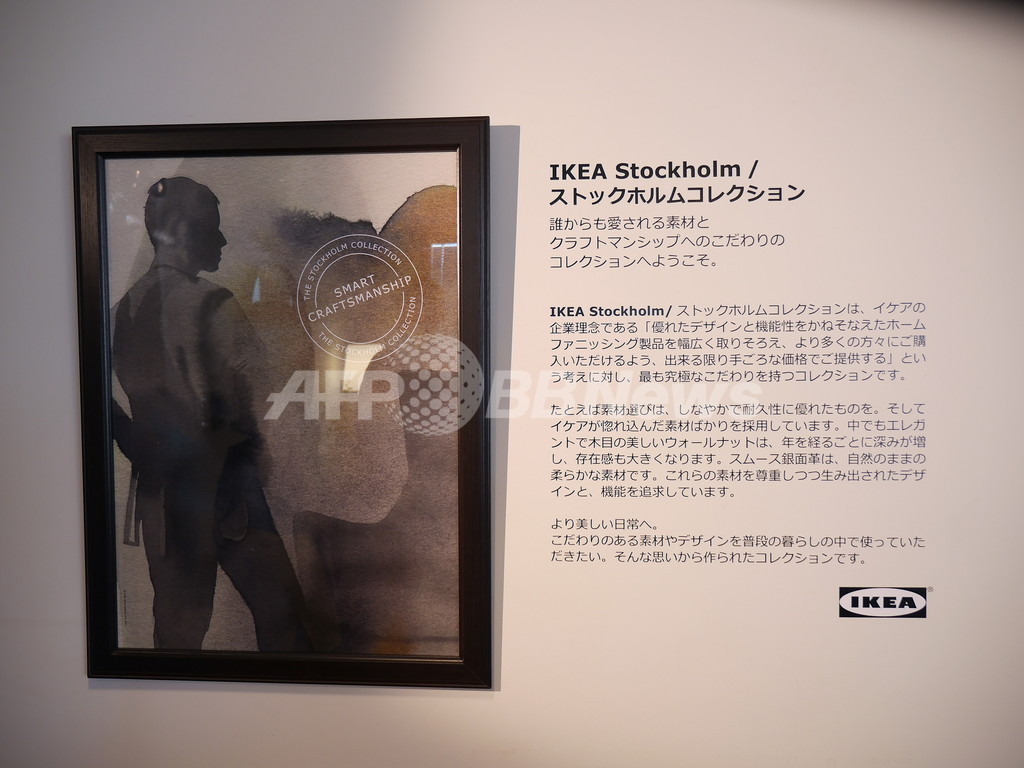 THE STOCKHOLM COLLECTION
SMART
CRAFTSMANSHIP
THE STOCKHOLM COLLECTION
IKEA Stockholm /
ストックホルムコレクション
誰からも愛される素材と
クラフトマンシップへのこだわりの
コレクションへようこそ。
IKEA Stockholm/ ストックホルムコレクションは、イケアの
企業理念である「優れたデザインと機能性をかねそなえたホーム
ファニッシング製品を幅広く取りそろえ、より多くの方々にご購
入いただけるよう、出来る限り手ごろな価格でご提供する」とい
う考えに対し、最も究極なこだわりを持つコレクションです。
たとえば素材選びは、しなやかで耐久性に優れたものを。そして
イケアが惚れ込んだ素材ばかりを採用しています。中でもエレガ
ントで木目の美しいウォールナットは、年を経るごとに深みが増
し、存在感も大きくなります。スムース銀面革は、自然のままの
柔らかな素材です。これらの素材を尊重しつつ生み出されたデザ
インと、機能を追求しています。
より美しい日常へ。
こだわりのある素材やデザインを普段の暮らしの中で使っていた
だきたい。そんな思いから作られたコレクションです。
IKEA
AFP BBNews